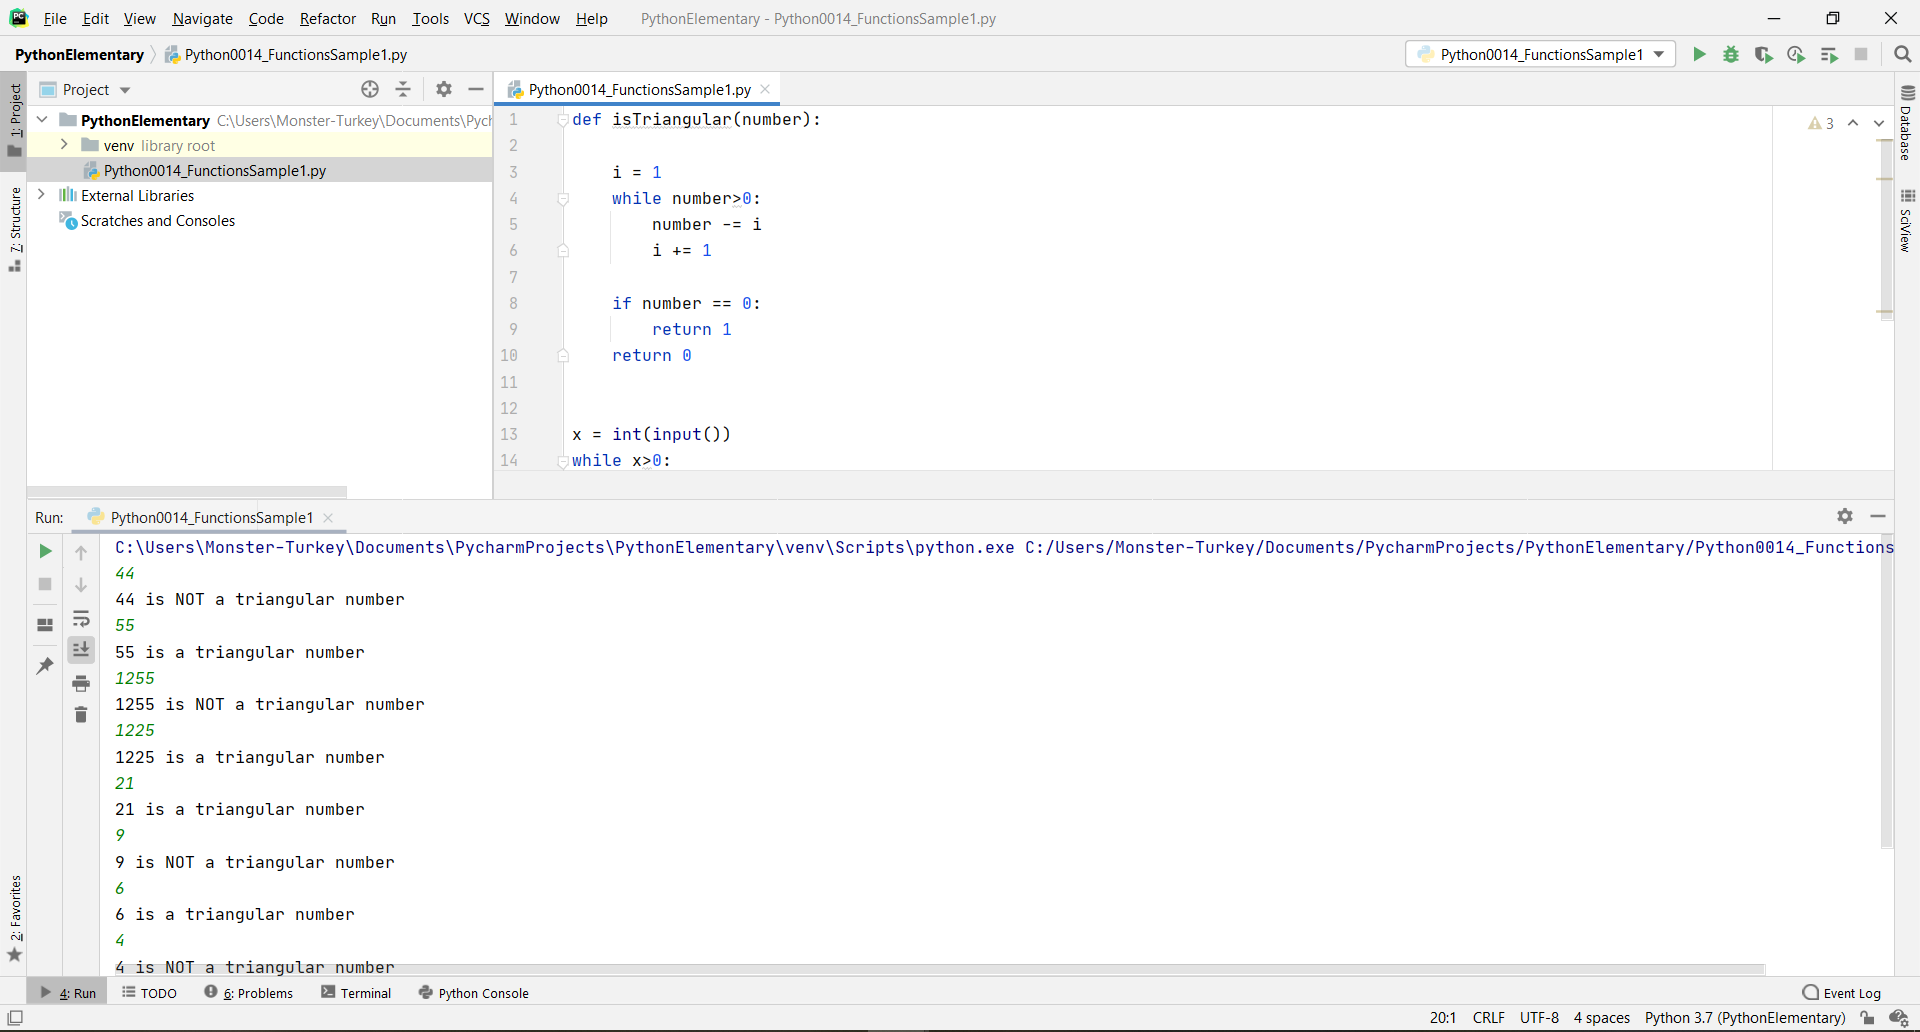 File Edit View Navigate Code Refactor Run Tools VCS Window Help PythonElementary - Python0014_FunctionsSample1.py
PythonElementary Python0014_FunctionsSample1.py Python0014_FunctionsSample1
1: Project
7: Structure
2: Favorites
Project
PythonElementary C:\Users\Monster-Turkey\Documents\Pych
venv library root
Python0014_FunctionsSample1.py
External Libraries
Scratches and Consoles
Python0014_FunctionsSample1.py
3
1 def isTriangular(number):
2
3 i = 1
4 while number>0:
5 number -= i
6 i += 1
7
8 if number == 0:
9 return 1
10 return 0
11
12
13 x = int(input())
14 while x>0:
Database
SciView
Run: Python0014_FunctionsSample1
C:\Users\Monster-Turkey\Documents\PycharmProjects\PythonElementary\venv\Scripts\python.exe C:/Users/Monster-Turkey/Documents/PycharmProjects/PythonElementary/Python0014_Functions
44
44 is NOT a triangular number
55
55 is a triangular number
1255
1255 is NOT a triangular number
1225
1225 is a triangular number
21
21 is a triangular number
9
9 is NOT a triangular number
6
6 is a triangular number
4
4 is NOT a triangular number
4: Run TODO 6: Problems Terminal Python Console Event Log
20:1 CRLF UTF-8 4 spaces Python 3.7 (PythonElementary)